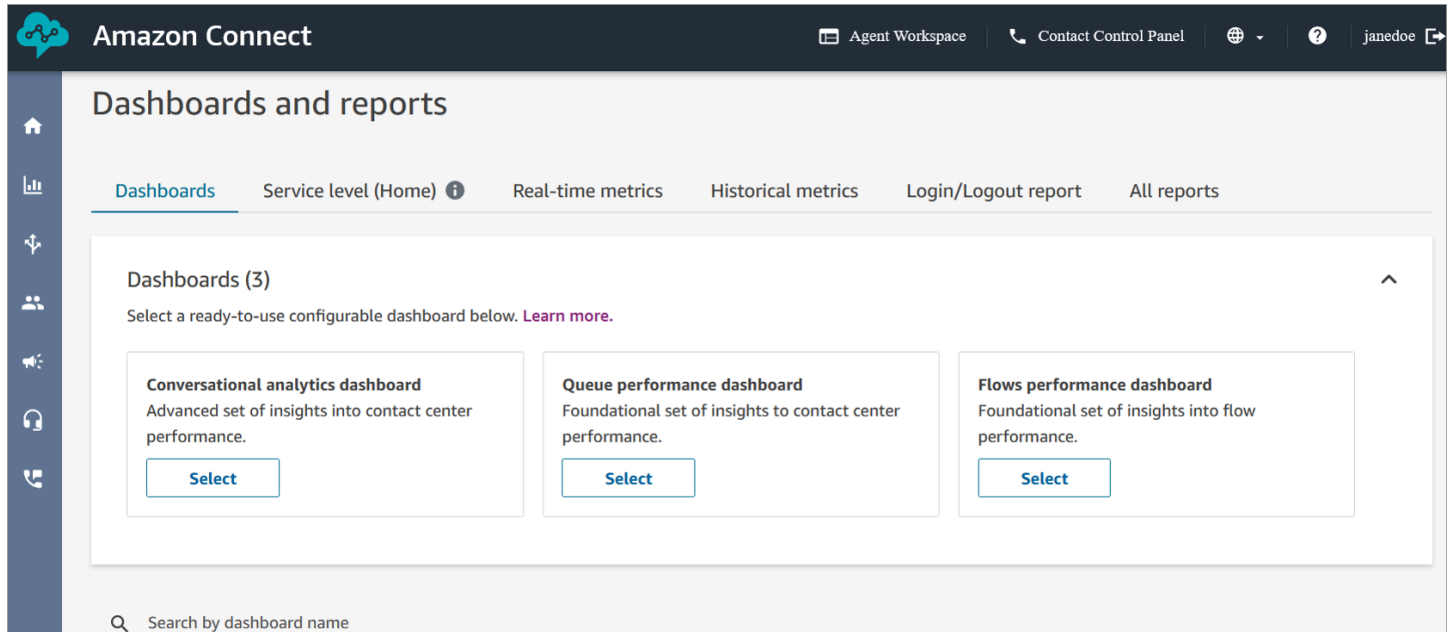 Amazon Connect
Agent Workspace
Contact Control Panel
janedoe
Dashboards and reports
Dashboards
Service level (Home)
Real-time metrics
Historical metrics
Login/Logout report
All reports
Dashboards (3)
Select a ready-to-use configurable dashboard below. Learn more.
Conversational analytics dashboard
Advanced set of insights into contact center
performance.
Select
Queue performance dashboard
Foundational set of insights to contact center
performance.
Select
Flows performance dashboard
Foundational set of insights into flow
performance.
Select
Search by dashboard name